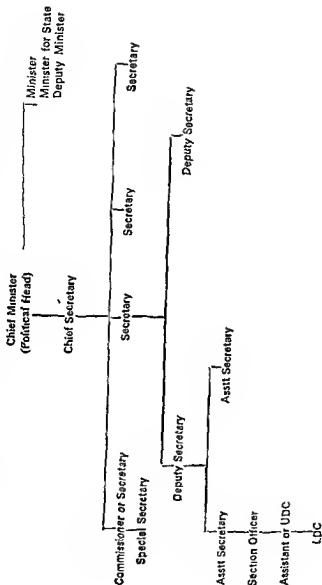 Chief Minister
(Political Head)
Minister
Minister for State
Deputy Minister
Chief Secretary
Commissioner or Secretary
Special Secretary
Secretary
Secretary
Secretary
Deputy Secretary
Deputy Secretary
Asstt Secretary
Asstt Secretary
Section Officer
Assistant or UDC
LDC